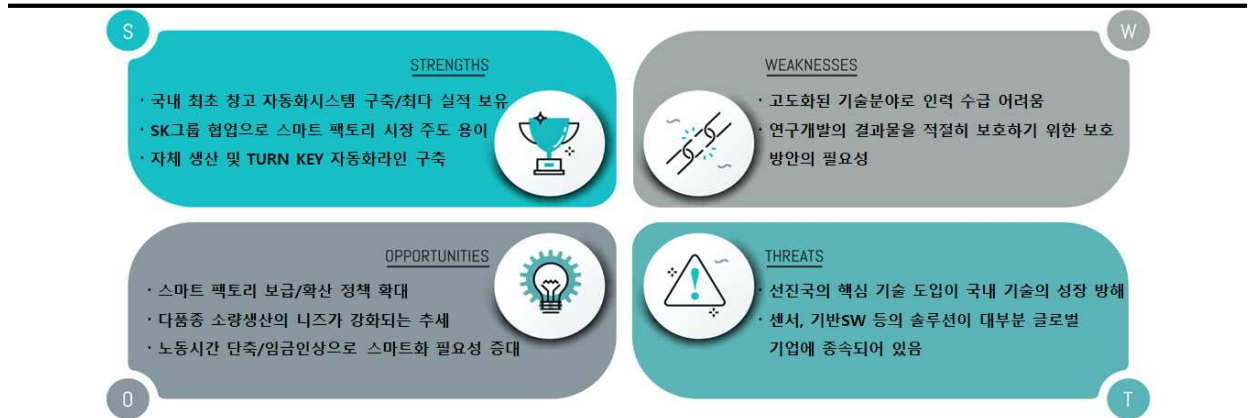 S
STRENGTHS
· 국내 최초 창고 자동화시스템 구축/최다 실적 보유
· SK그룹 협업으로 스마트 팩토리 시장 주도 용이
· 자체 생산 및 TURN KEY 자동화라인 구축
W
WEAKNESSES
· 고도화된 기술분야로 인력 수급 어려움
· 연구개발의 결과물을 적절히 보호하기 위한 보호
방안의 필요성
OPPORTUNITIES
· 스마트 팩토리 보급/확산 정책 확대
· 다품종 소량생산의 니즈가 강화되는 추세
· 노동시간 단축/임금인상으로 스마트화 필요성 증대
O
THREATS
· 선진국의 핵심 기술 도입이 국내 기술의 성장 방해
· 센서, 기반SW 등의 솔루션이 대부분 글로벌
기업에 종속되어 있음
T